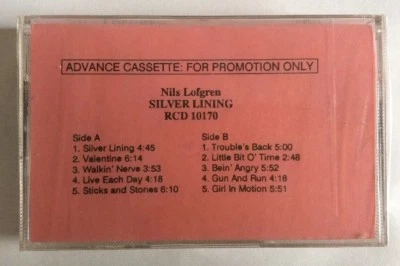 ADVANCE CASSETTE: FOR PROMOTION ONLY
Nils Lofgren
SILVER LINING
RCD 10170
Side A
1. Silver Lining 4:45
2. Valentine 6:14
3. Walkin' Nerve 3:53
4. Live Each Day 4:18
5. Sticks and Stones 6:10
Side B
1. Trouble's Back 5:00
2. Little Bit O' Time 2:48
3. Bein' Angry 5:52
4. Gun And Run 4:16
5. Girl In Motion 5:51